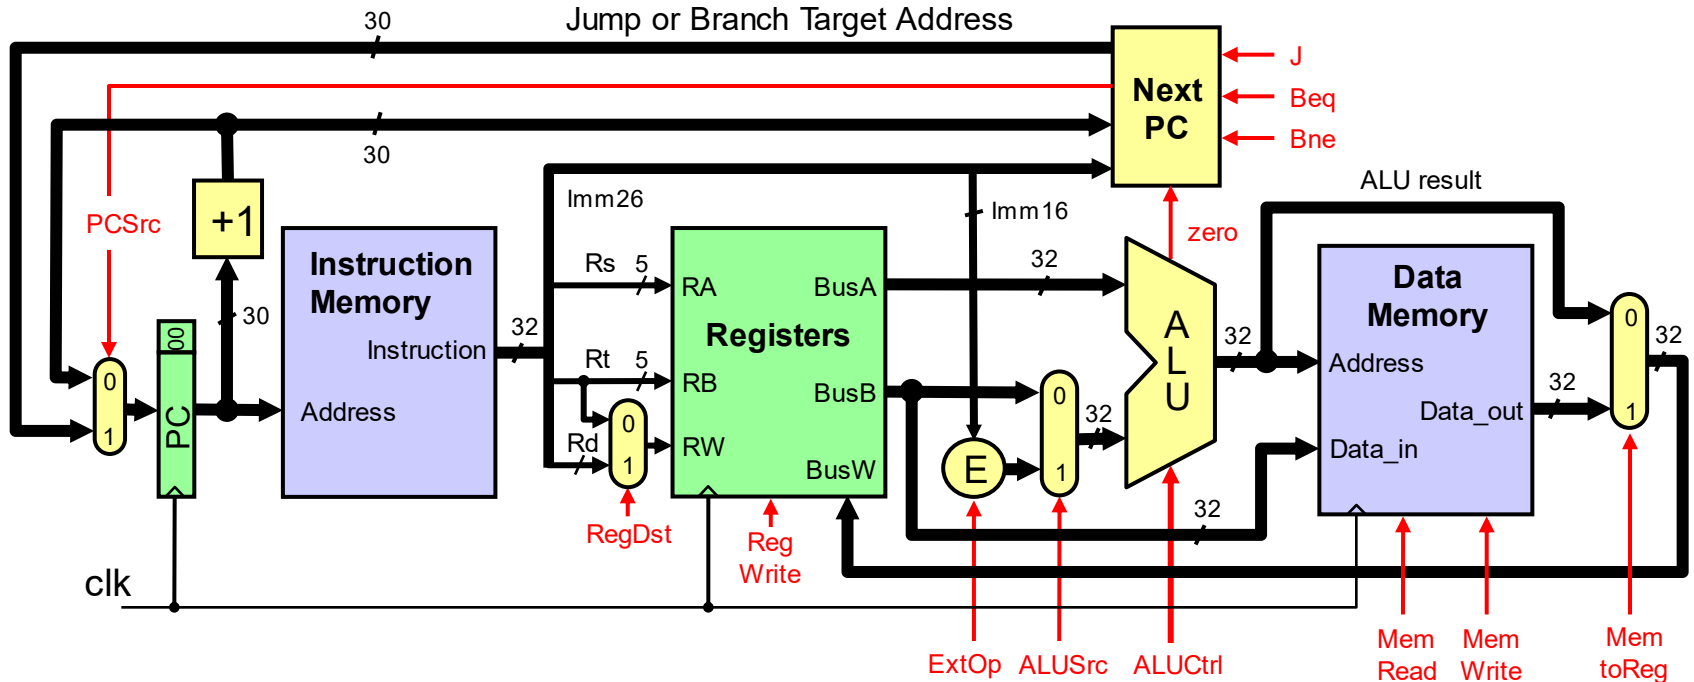 30
Jump or Branch Target Address
J
Next
PC
Beq
Bne
30
PCSrc
+1
Imm26
Imm16
zero
ALU result
Instruction
Memory
Rs
5
RA
BusA
32
Data
Memory
30
00
Instruction
32
Registers
A
L
U
32
0
32
Rt
5
RB
BusB
0
32
Address
0
1
PC
Address
0
Rd
1
RW
BusW
E
1
32
Data_out
32
1
Data_in
RegDst
Reg
Write
32
clk
ExtOp
ALUSrc
ALUCtrl
Mem
Read
Mem
Write
Mem
toReg